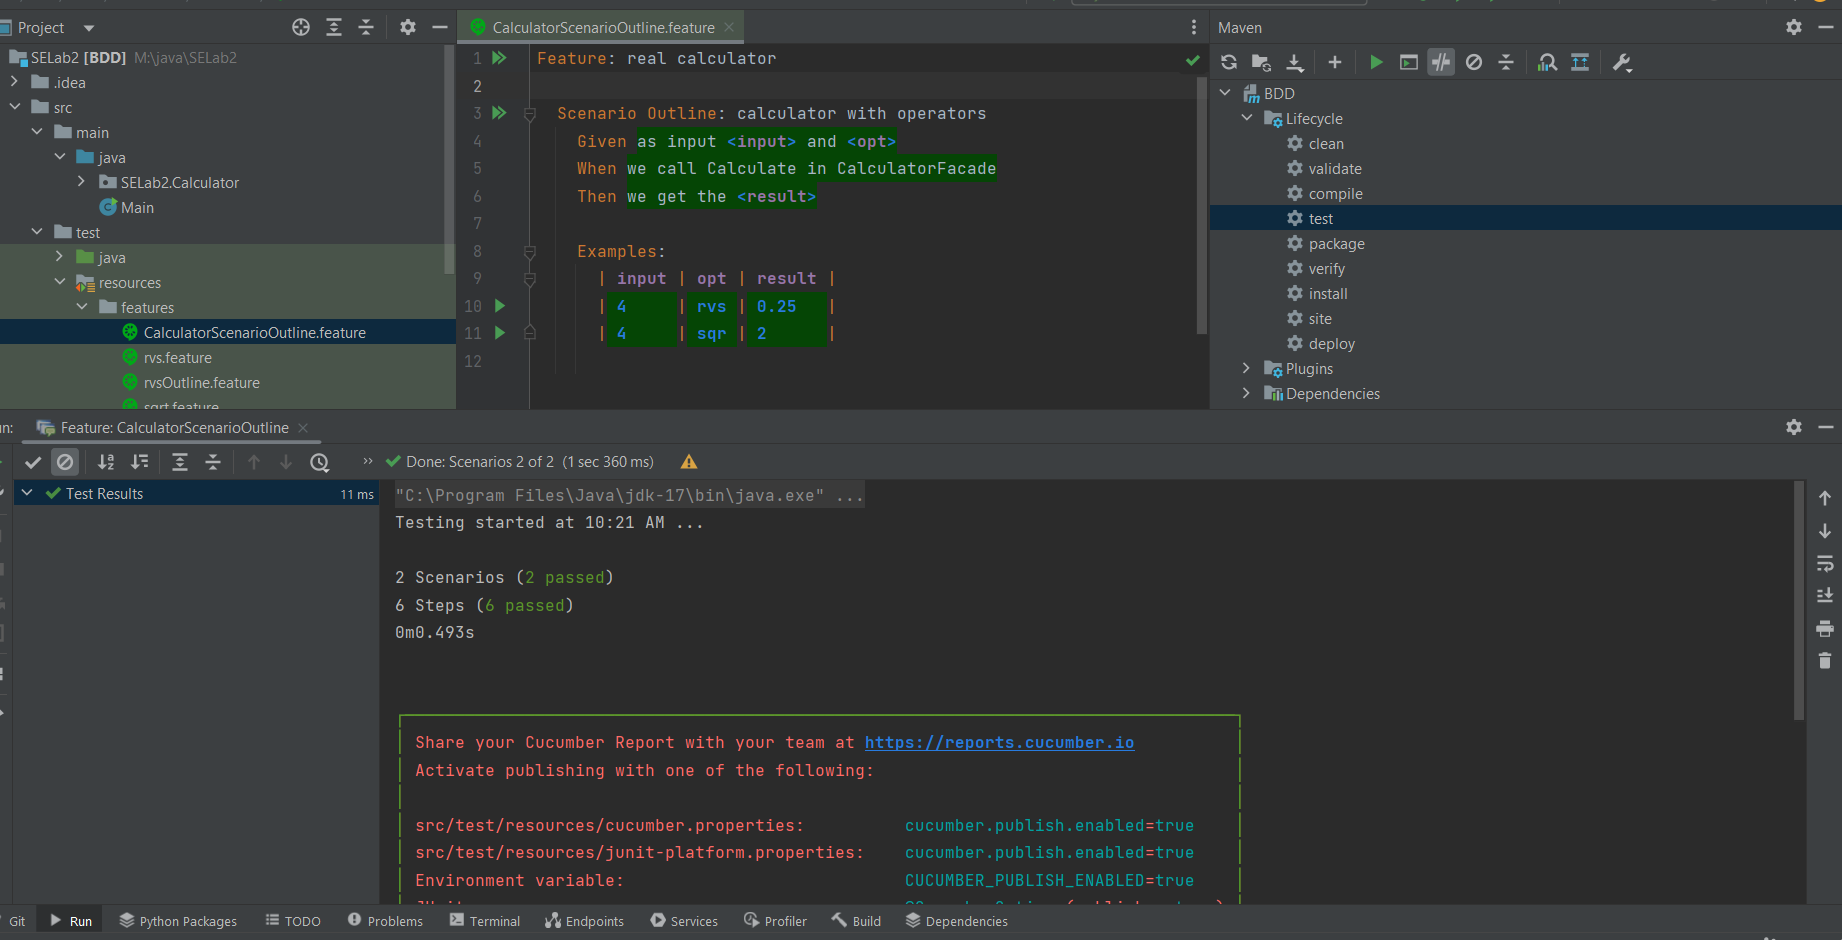 Project
CalculatorScenarioOutline.feature
Maven
SELab2 [BDD] M:\java\SELab2
.idea
src
main
java
SELab2.Calculator
Main
test
java
resources
features
CalculatorScenarioOutline.feature
rvs.feature
rvsOutline.feature
sqrt.feature
1 Feature: real calculator
2
3 Scenario Outline: calculator with operators
4 Given as input <input> and <opt>
5 When we call Calculate in CalculatorFacade
6 Then we get the <result>
7
8 Examples:
9 | input | opt | result |
10 | 4 | rvs | 0.25 |
11 | 4 | sqr | 2 |
12
BDD
Lifecycle
clean
validate
compile
test
package
verify
install
site
deploy
Plugins
Dependencies
Feature: CalculatorScenarioOutline
Done: Scenarios 2 of 2 (1 sec 360 ms)
Test Results 11 ms
"C:\Program Files\Java\jdk-17\bin\java.exe" ...
Testing started at 10:21 AM ...
2 Scenarios (2 passed)
6 Steps (6 passed)
0m0.493s
Share your Cucumber Report with your team at https://reports.cucumber.io
Activate publishing with one of the following:
src/test/resources/cucumber.properties: cucumber.publish.enabled=true
src/test/resources/junit-platform.properties: cucumber.publish.enabled=true
Environment variable: CUCUMBER_PUBLISH_ENABLED=true
Git Run Python Packages TODO Problems Terminal Endpoints Services Profiler Build Dependencies